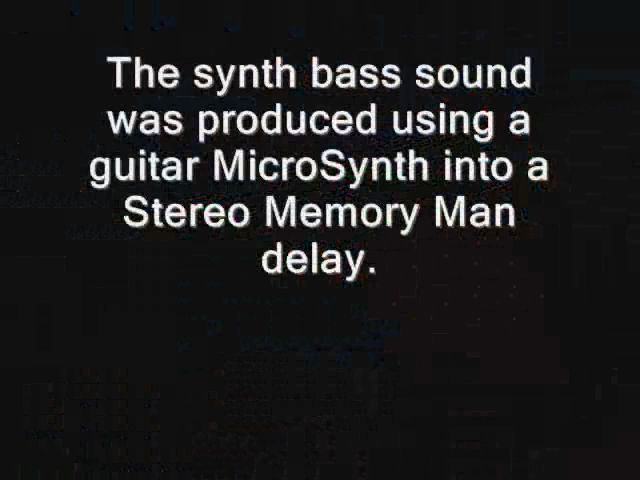 The synth bass sound
was produced using a
guitar MicroSynth into a
Stereo Memory Man
delay.